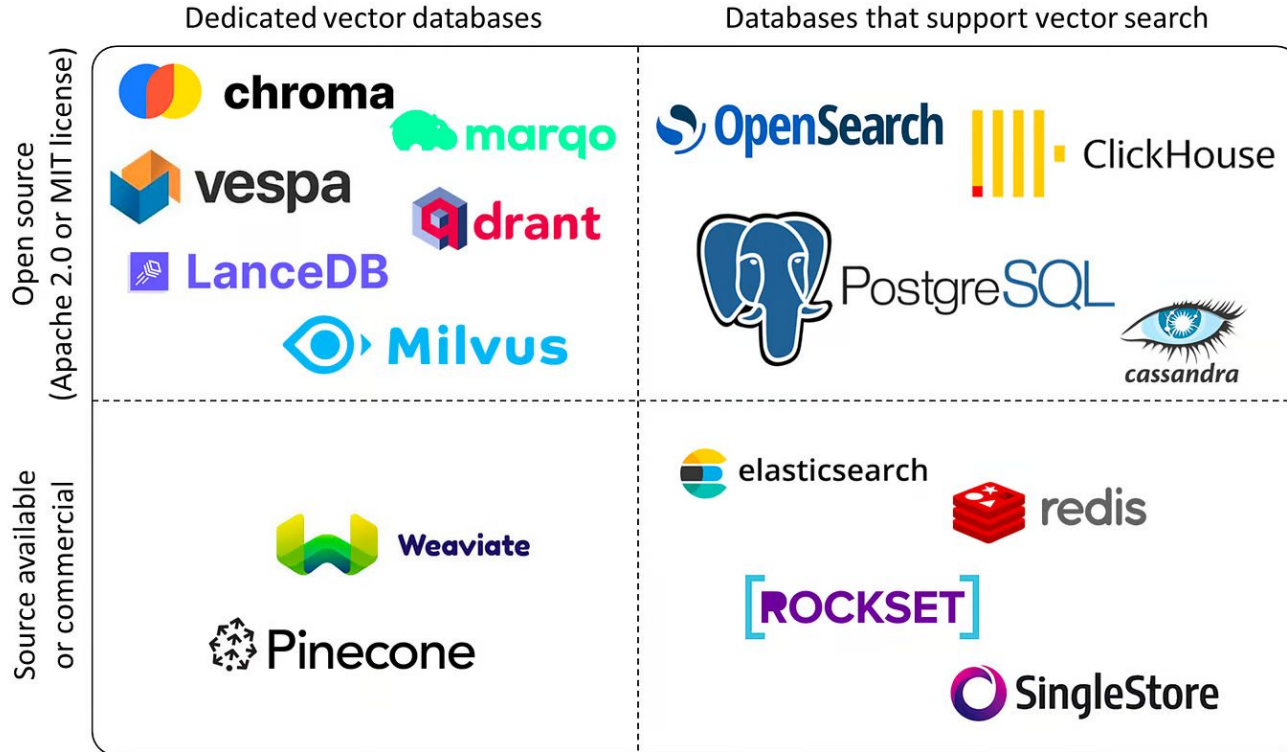 Dedicated vector databases
Databases that support vector search
Open source
(Apache 2.0 or MIT license)
chroma
marqo
vespa
qdrant
LanceDB
Milvus
OpenSearch
ClickHouse
PostgreSQL
cassandra
Source available
or commercial
Weaviate
Pinecone
elasticsearch
redis
[ROCKSET]
SingleStore